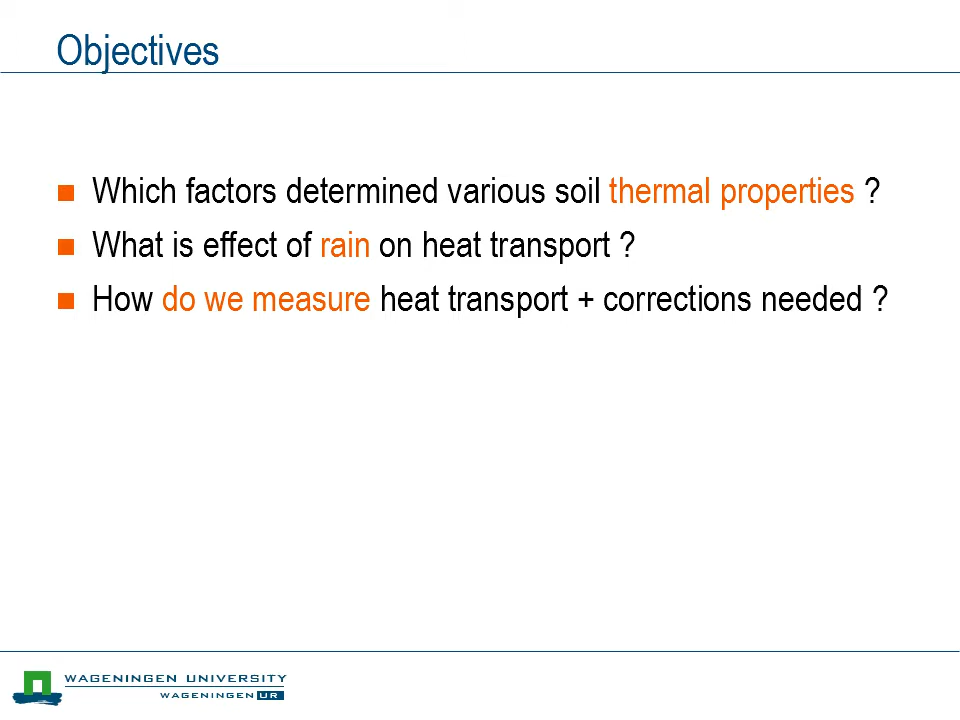 Objectives
Which factors determined various soil thermal properties ?
What is effect of rain on heat transport ?
How do we measure heat transport + corrections needed ?
WAGENINGEN UNIVERSITY
WAGENINGEN UR